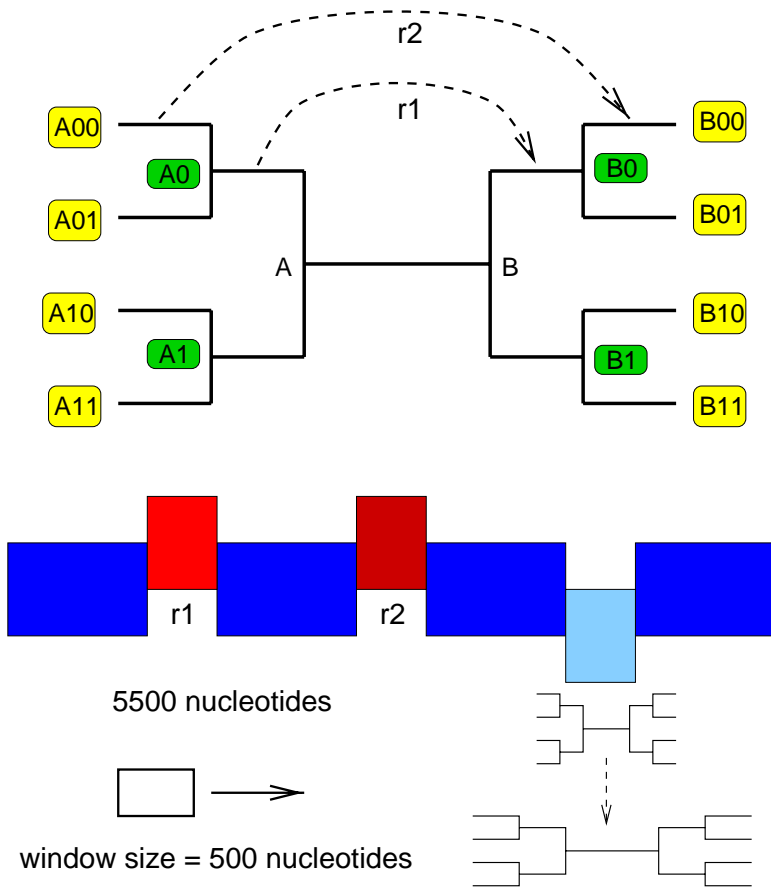 r2
r1
A00
B00
A0
B0
A01
B01
A
B
A10
B10
A1
B1
A11
B11
r1
r2
5500 nucleotides
window size = 500 nucleotides